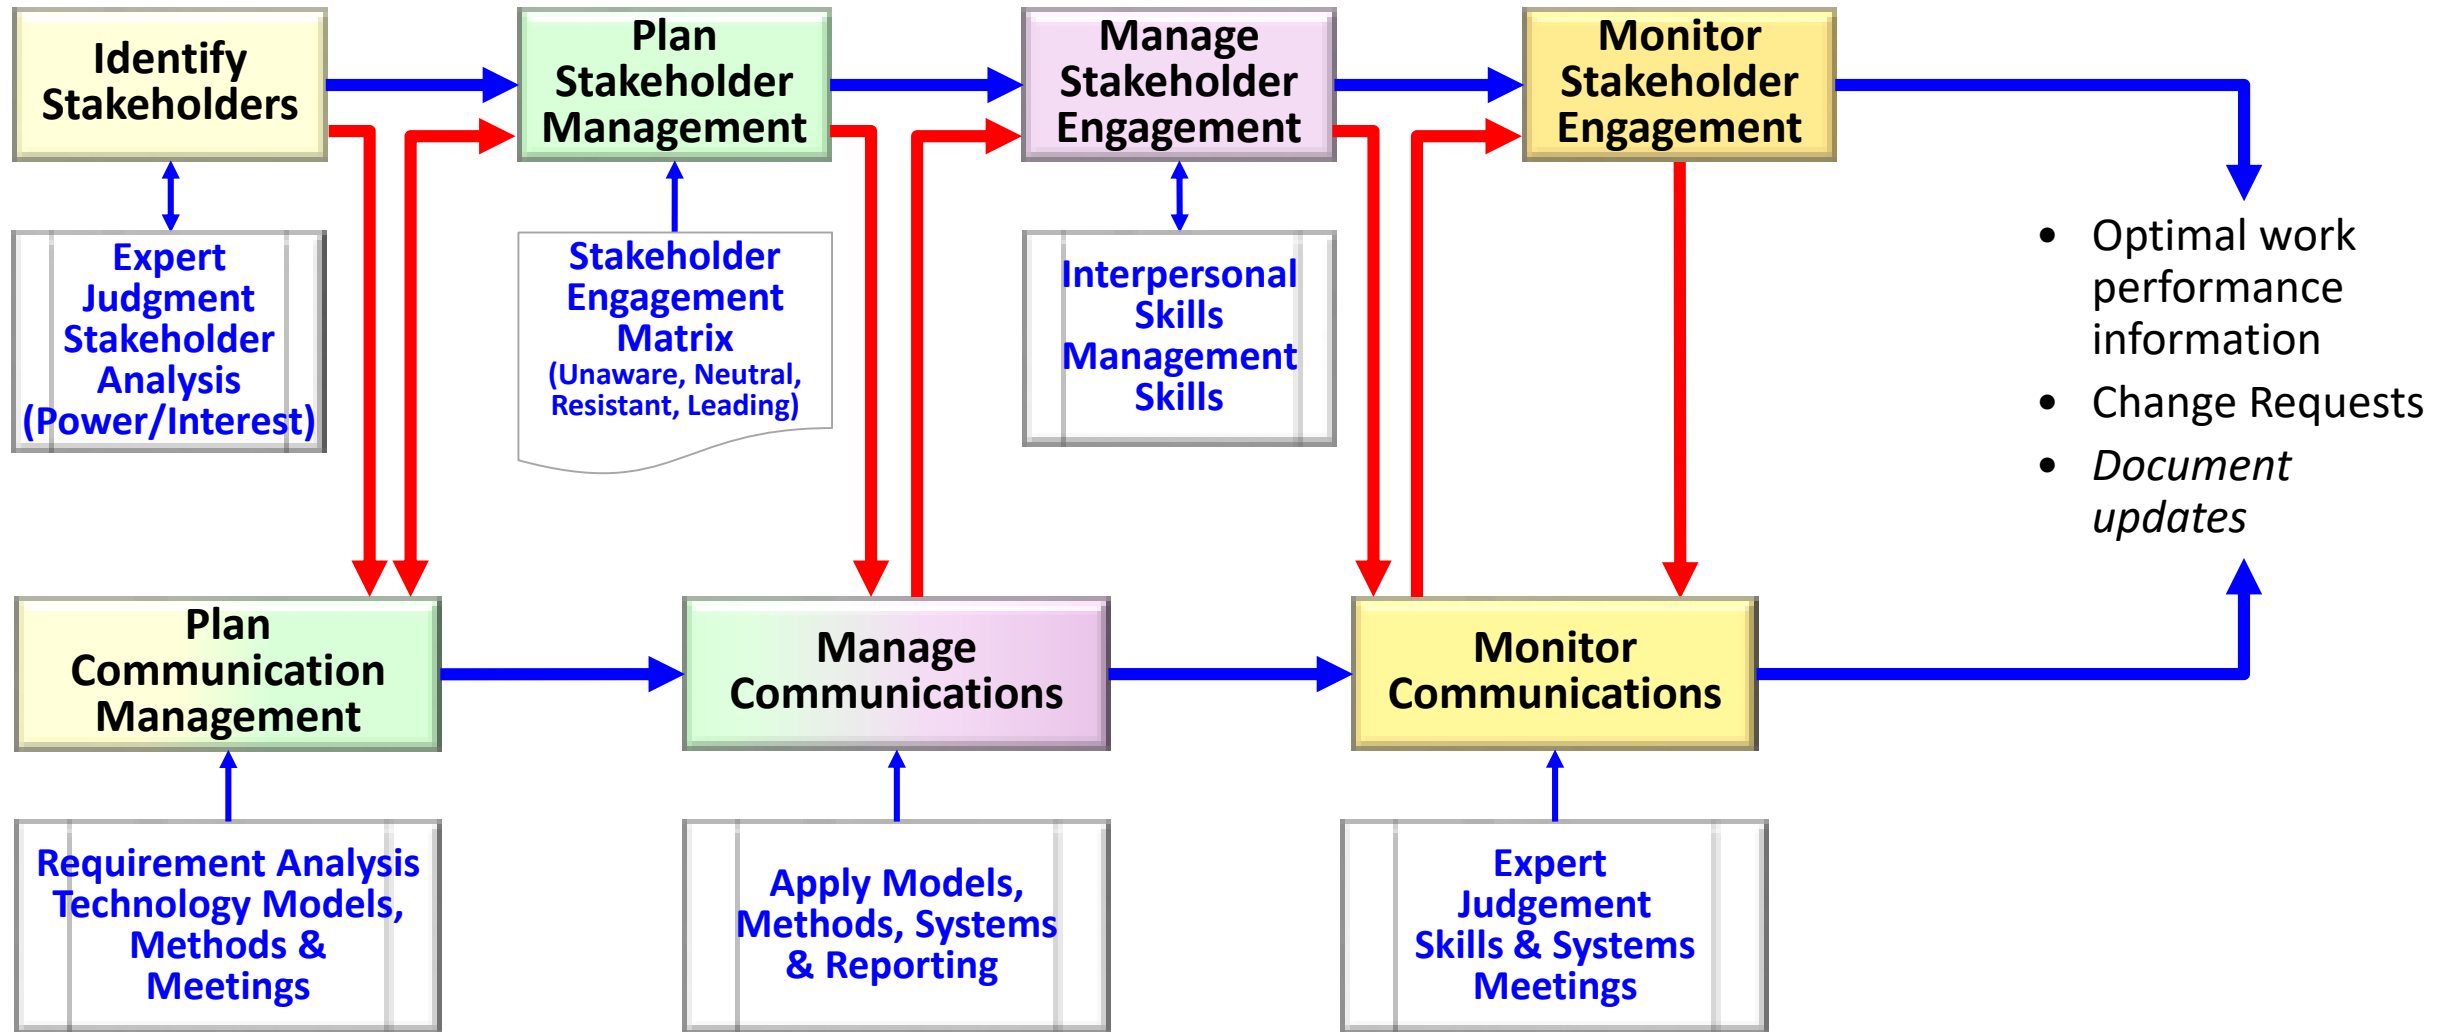 Identify
Stakeholders
Plan
Stakeholder
Management
Manage
Stakeholder
Engagement
Monitor
Stakeholder
Engagement
Expert
Judgment
Stakeholder
Analysis
(Power/Interest)
Stakeholder
Engagement
Matrix
(Unaware, Neutral,
Resistant, Leading)
Interpersonal
Skills
Management
Skills
• Optimal work
performance
information
• Change Requests
• Document
updates
Plan
Communication
Management
Manage
Communications
Monitor
Communications
Requirement Analysis
Technology Models,
Methods &
Meetings
Apply Models,
Methods, Systems
& Reporting
Expert
Judgement
Skills & Systems
Meetings